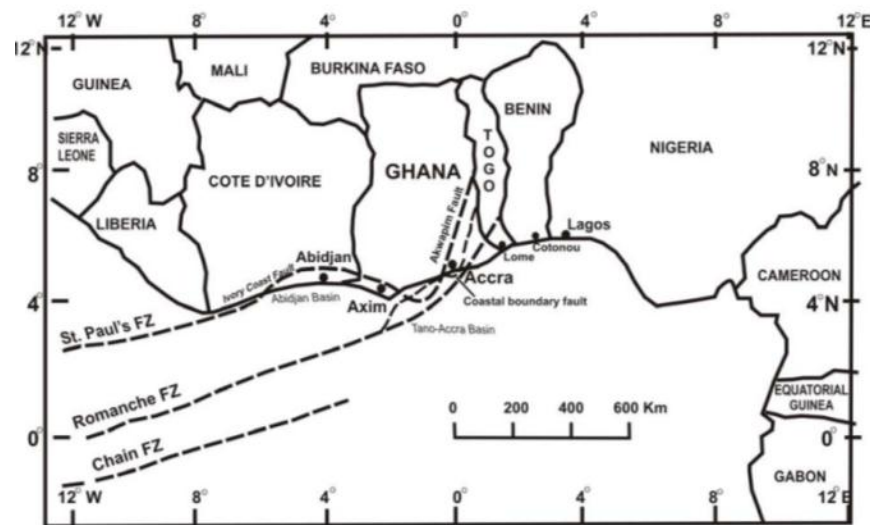 12° W 8° 4° 0° 4° 8° 12°E
12°N 12°N
MALI
BURKINA FASO
GUINEA
BENIN
SIERRA
LEONE
TOGO
NIGERIA
8° 8°N
GHANA
COTE D'IVOIRE
Akwapim Fault
LIBERIA
Lagos
Cotonou
Lome
Abidjan
Ivory Coast Fault
Accra
CAMEROON
Abidjan Basin
Axim
Coastal boundary fault
4° 4°N
St. Paul's FZ
Tano-Accra Basin
Romanche FZ
EQUATORIAL
GUINEA
0 200 400 600 Km
0° 0°
Chain FZ
GABON
12° W 8° 4° 0° 4° 8° 12°E